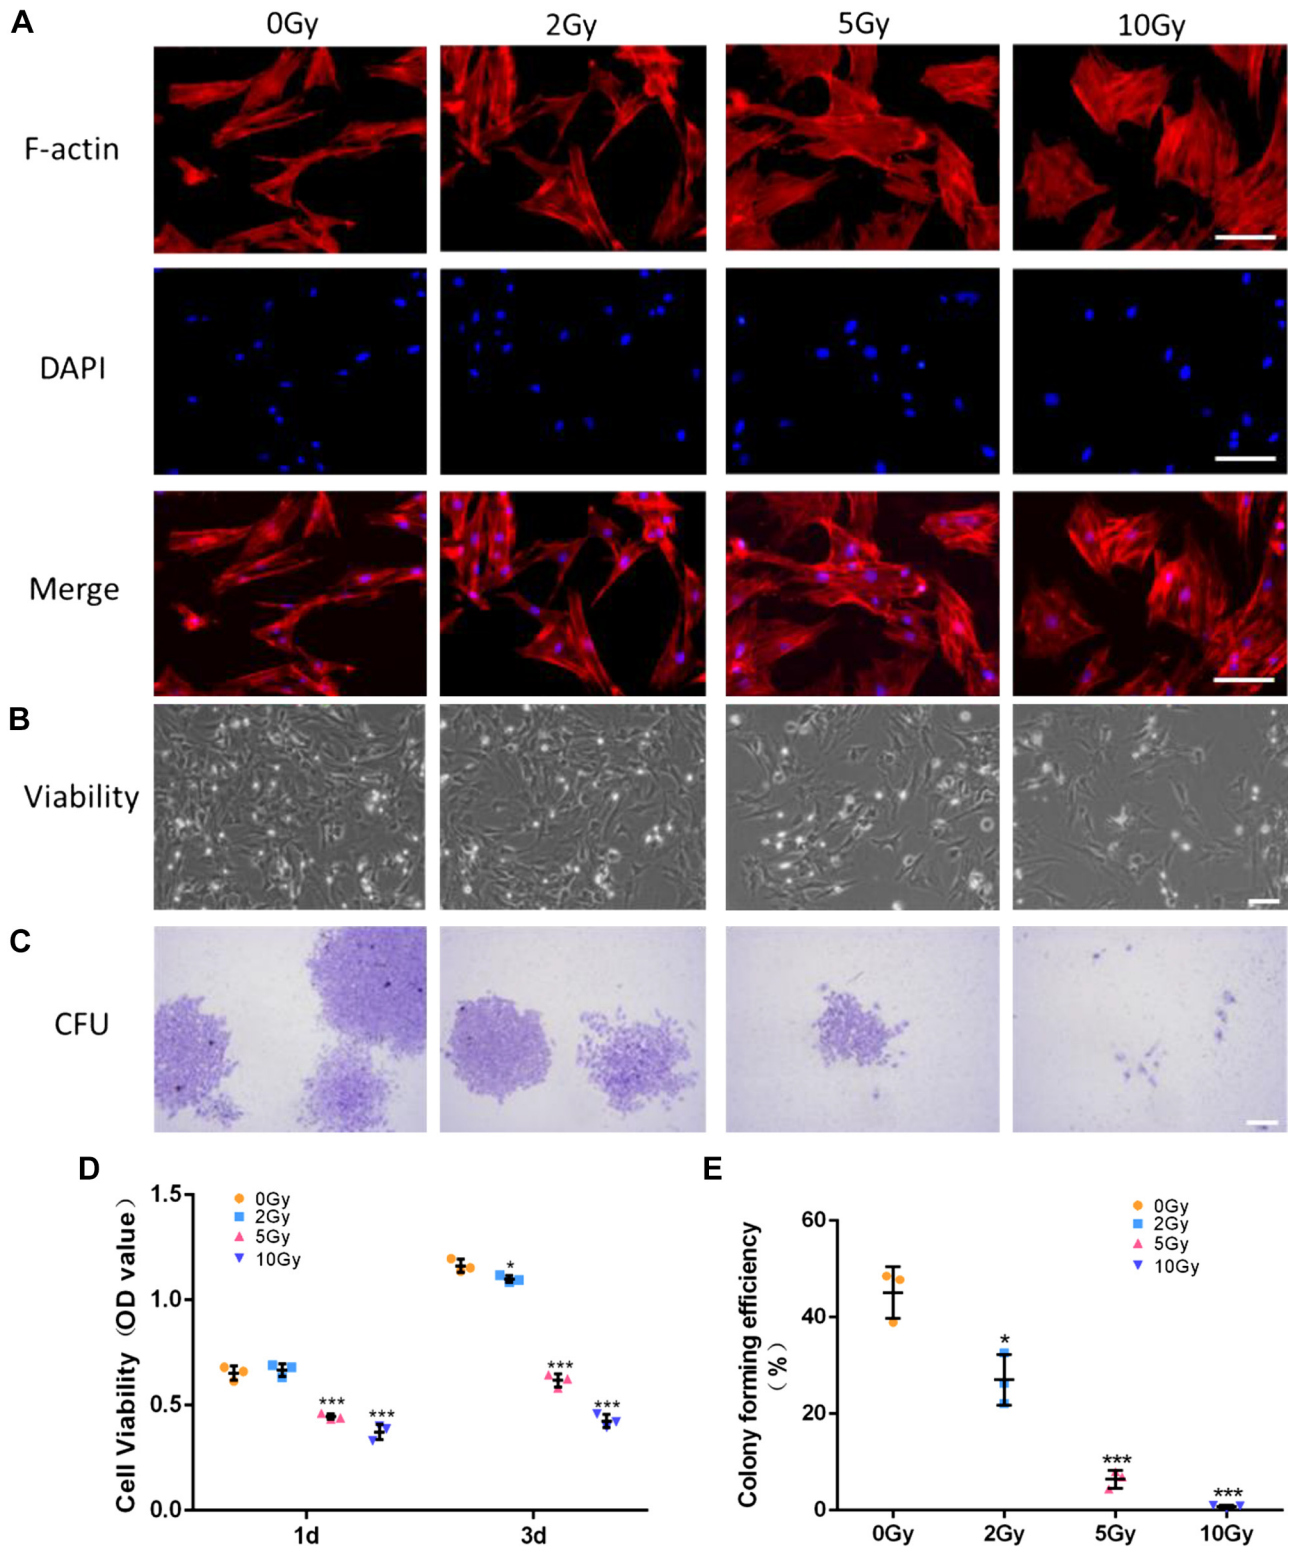 A
0Gy 2Gy 5Gy 10Gy
F-actin
DAPI
Merge
B
Viability
C
CFU
D
Cell Viability（OD value）
1.5
1.0
0.5
0.0
0Gy
2Gy
5Gy
10Gy
*
*** *** *** ***
1d 3d
E
Colony forming efficiency
（%）
60
40
20
0
0Gy
2Gy
5Gy
10Gy
*
***
***
0Gy 2Gy 5Gy 10Gy